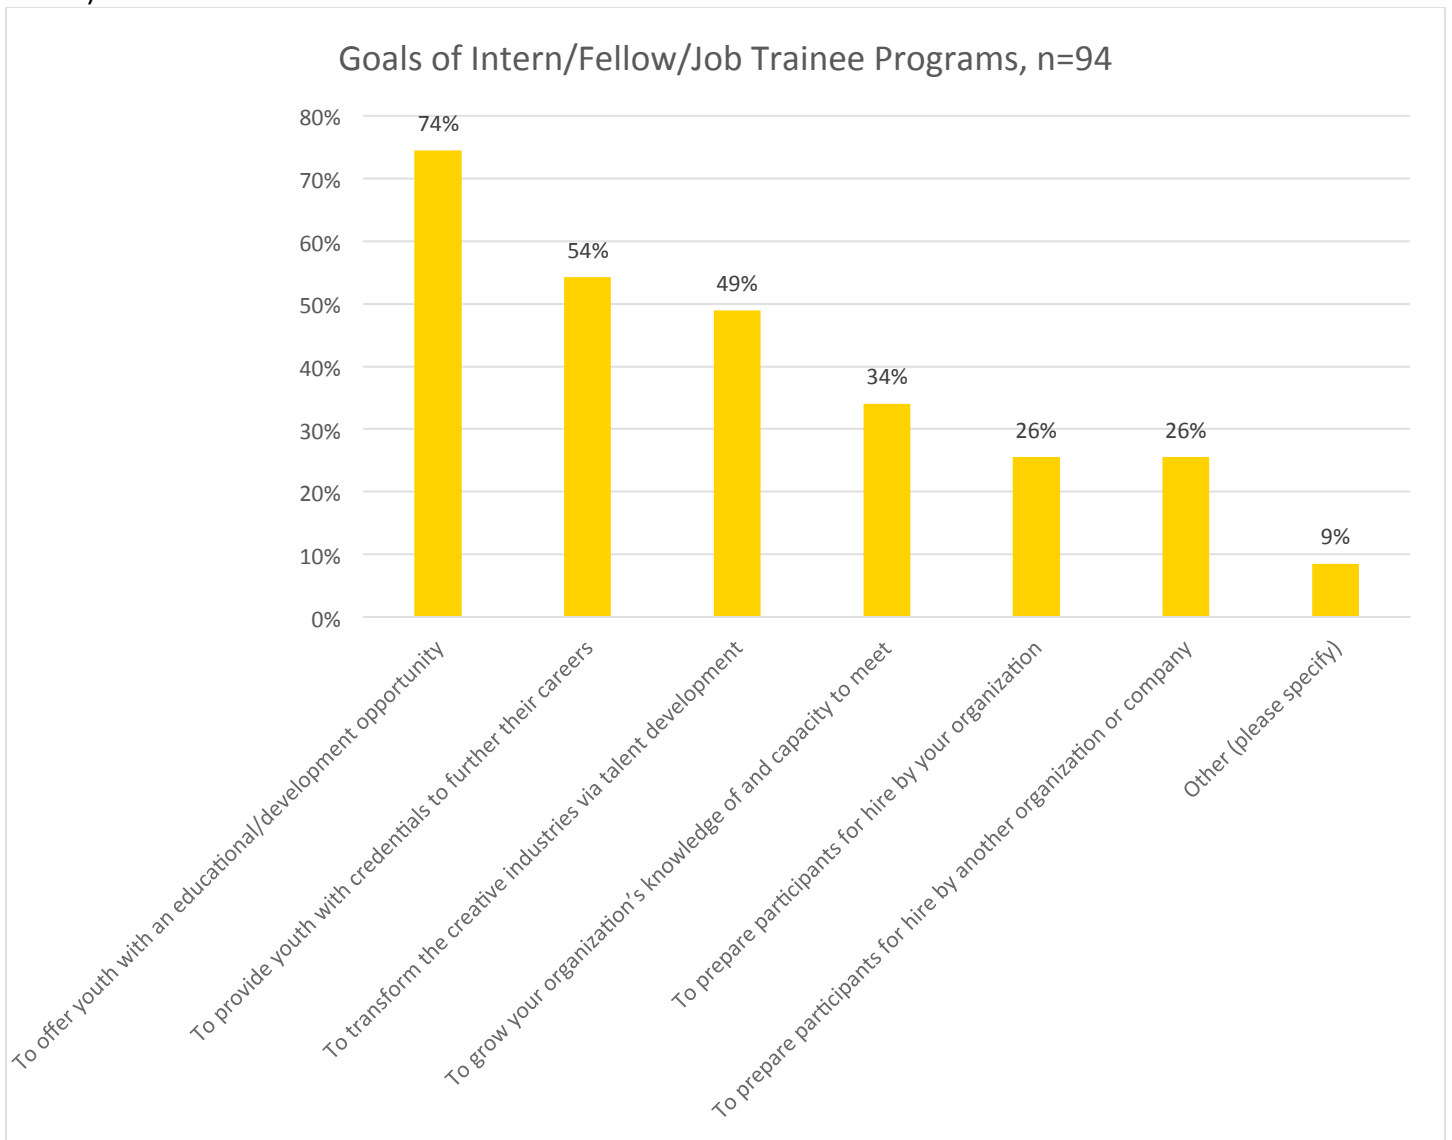 Goals of Intern/Fellow/Job Trainee Programs, n=94
80%
70%
60%
50%
40%
30%
20%
10%
0%
74%
54%
49%
34%
26%
26%
9%
To offer youth with an educational/development opportunity
To provide youth with credentials to further their careers
To transform the creative industries via talent development
To grow your organization’s knowledge of and capacity to meet
To prepare participants for hire by your organization
To prepare participants for hire by another organization or company
Other (please specify)